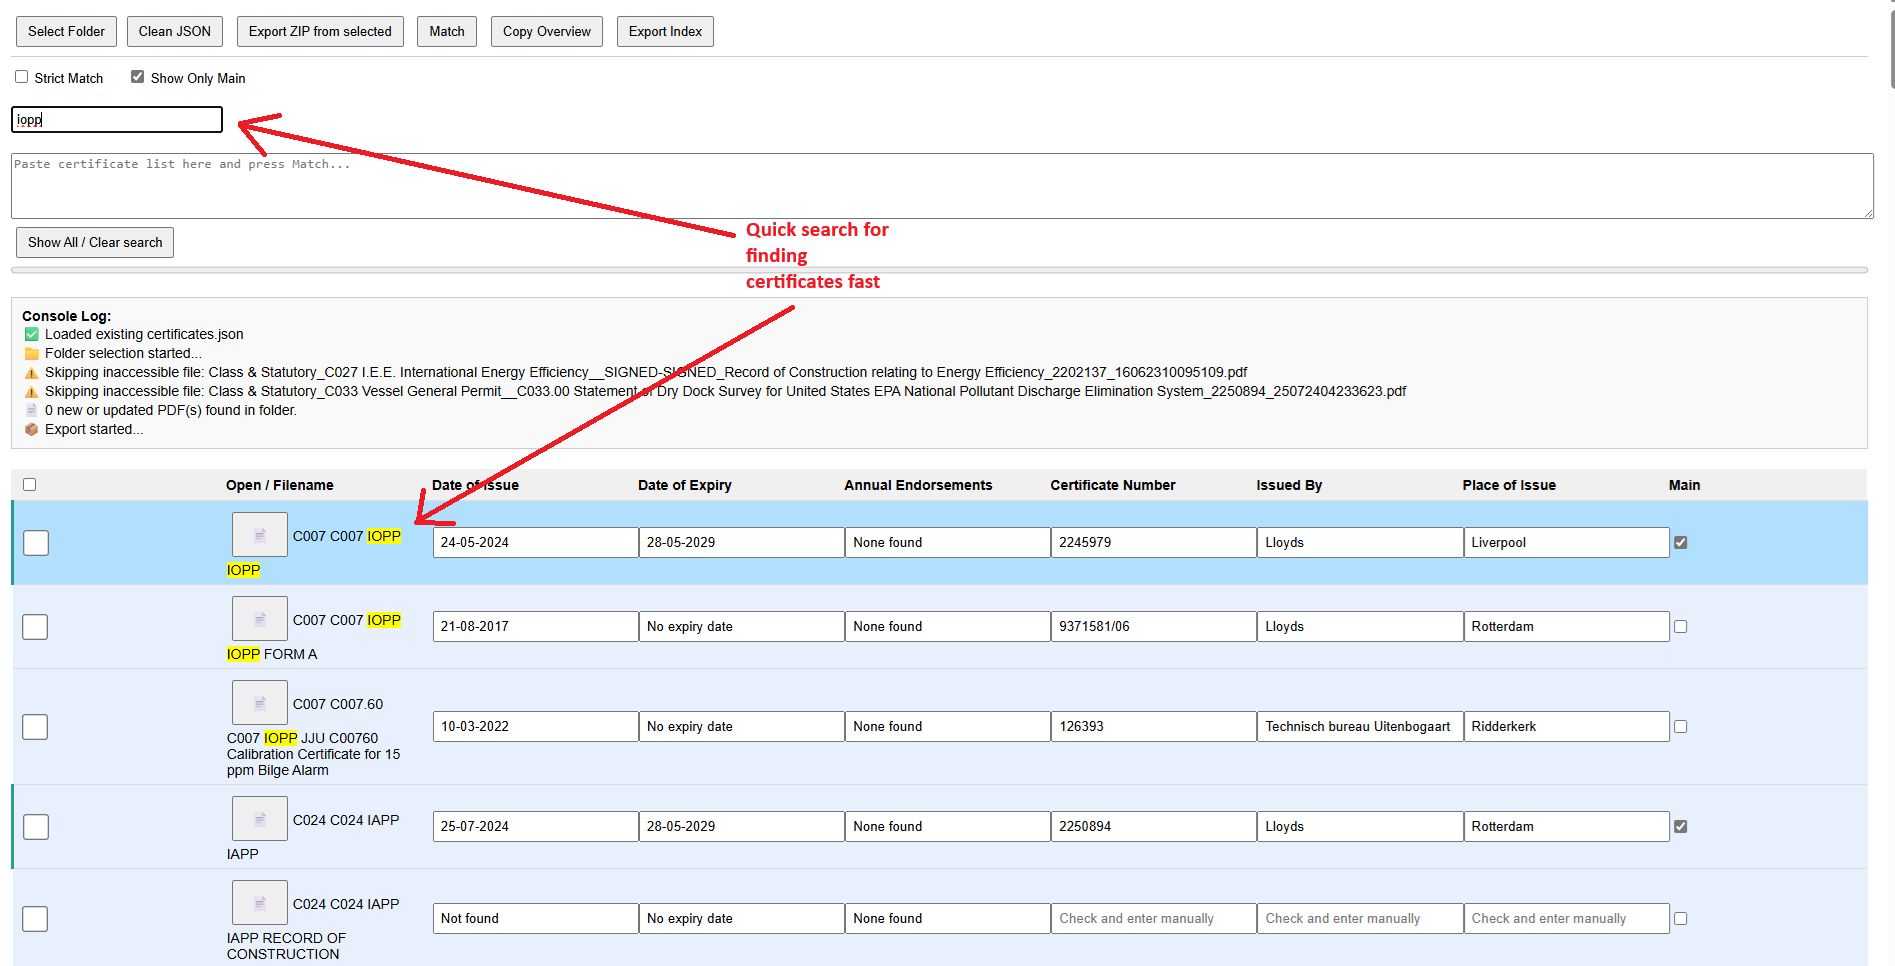 Select Folder Clean JSON Export ZIP from selected Match Copy Overview Export Index
Strict Match Show Only Main
iopp
Paste certificate list here and press Match...
Show All / Clear search
Quick search for
finding
certificates fast
Console Log:
Loaded existing certificates.json
Folder selection started...
Skipping inaccessible file: Class & Statutory_C027 I.E.E. International Energy Efficiency__SIGNED-SIGNED_Record of Construction relating to Energy Efficiency_2202137_16062310095109.pdf
Skipping inaccessible file: Class & Statutory_C033 Vessel General Permit__C033.00 Statement of Dry Dock Survey for United States EPA National Pollutant Discharge Elimination System_2250894_25072404233623.pdf
0 new or updated PDF(s) found in folder.
Export started...
Open / Filename Date of Issue Date of Expiry Annual Endorsements Certificate Number Issued By Place of Issue Main
C007 C007 IOPP
IOPP
24-05-2024 28-05-2029 None found 2245979 Lloyds Liverpool
C007 C007 IOPP
IOPP FORM A
21-08-2017 No expiry date None found 9371581/06 Lloyds Rotterdam
C007 C007.60
C007 IOPP JJU C00760
Calibration Certificate for 15
ppm Bilge Alarm
10-03-2022 No expiry date None found 126393 Technisch bureau Uitenbogaart Ridderkerk
C024 C024 IAPP
IAPP
25-07-2024 28-05-2029 None found 2250894 Lloyds Rotterdam
C024 C024 IAPP
IAPP RECORD OF
CONSTRUCTION
Not found No expiry date None found Check and enter manually Check and enter manually Check and enter manually